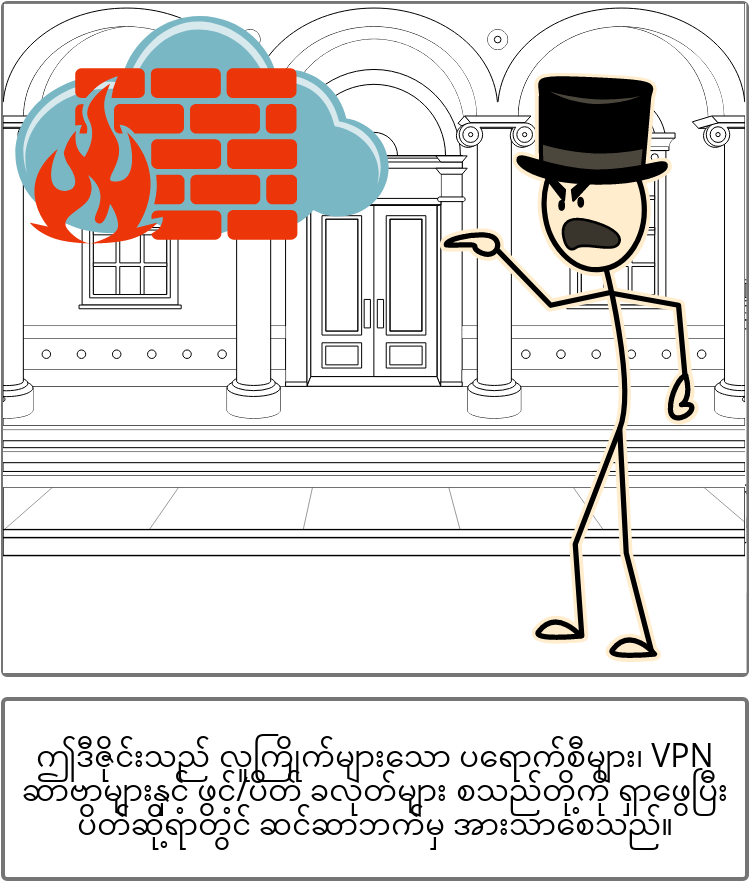 ဤဒီဇိုင်းသည် လူကြိုက်များသော ပရောက်စီများ၊ VPN
ဆာဗာများနှင့် ဖွင့်/ပိတ် ခလုတ်များ စသည်တို့ကို ရှာဖွေပြီး
ပိတ်ဆို့ရာတွင် ဆင်ဆာဘက်မှ အားသာစေသည်။